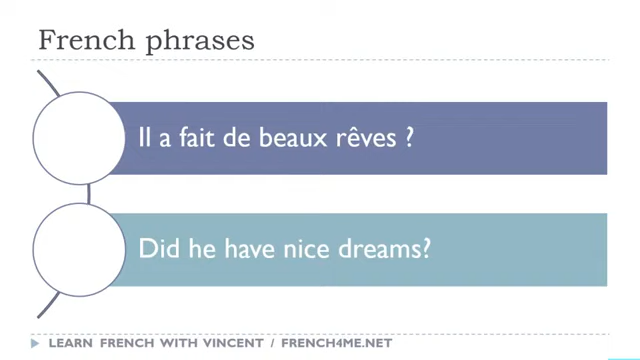 French phrases
Il a fait de beaux rêves ?
Did he have nice dreams?
LEARN FRENCH WITH VINCENT / FRENCH4ME.NET